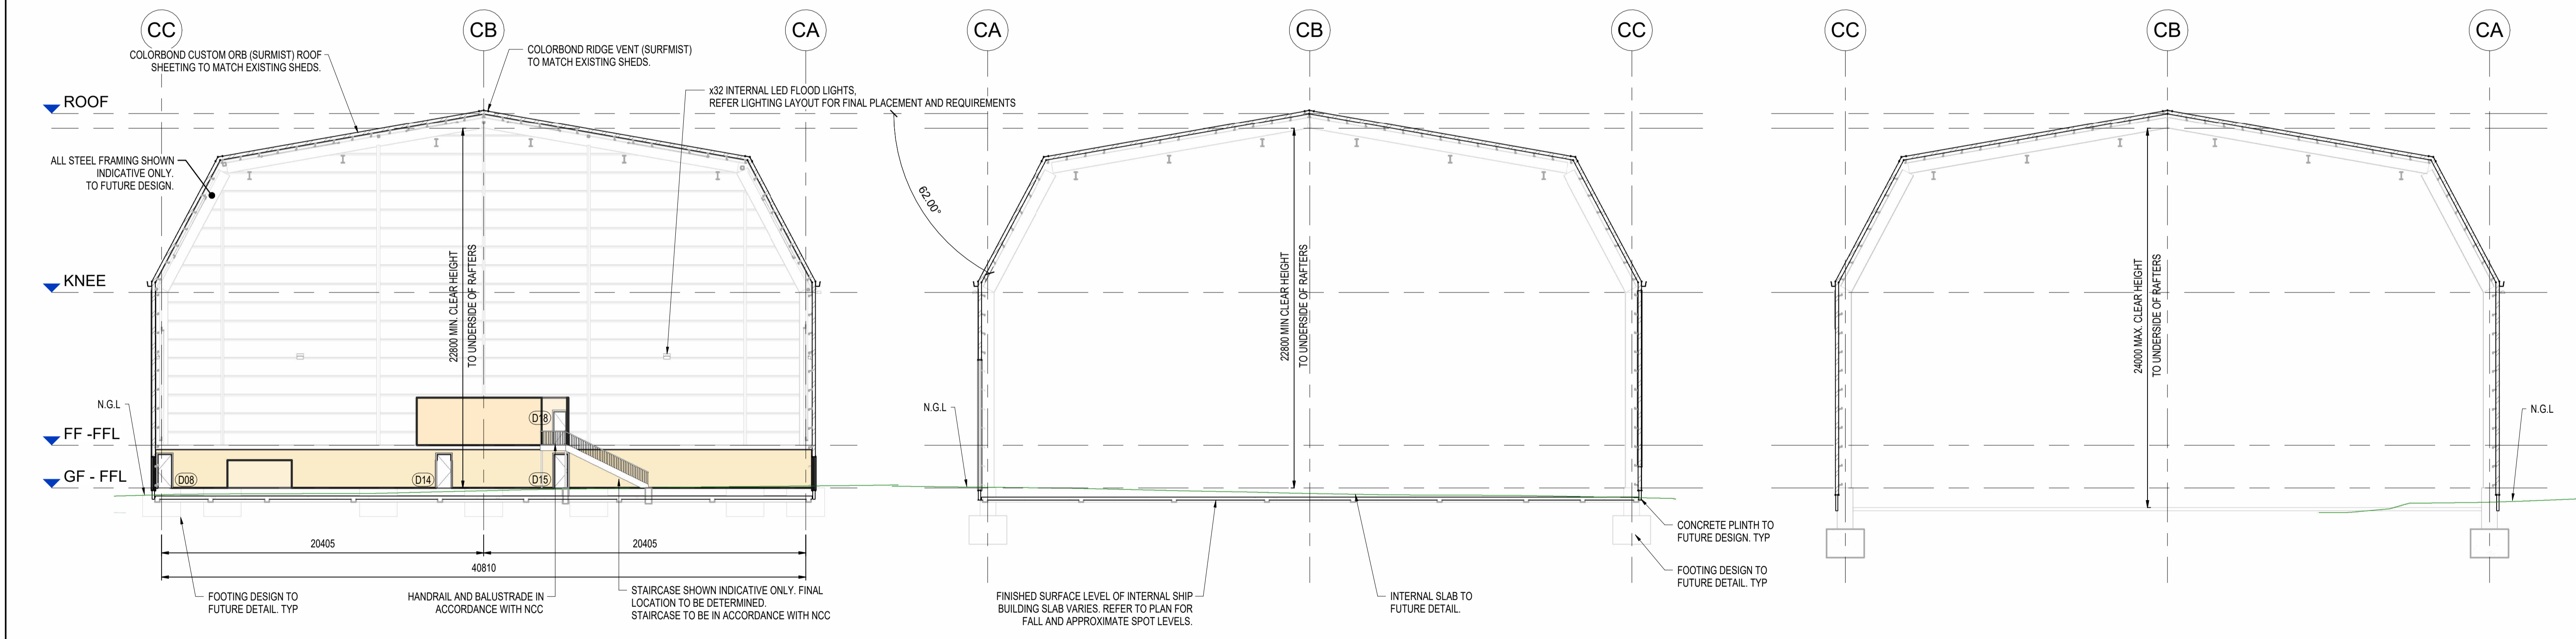 CC
CB
CA
CA
CB
CC
CC
CB
CA
COLORBOND CUSTOM ORB (SURMIST) ROOF
SHEETING TO MATCH EXISTING SHEDS.
COLORBOND RIDGE VENT (SURFMIST)
TO MATCH EXISTING SHEDS.
x32 INTERNAL LED FLOOD LIGHTS,
REFER LIGHTING LAYOUT FOR FINAL PLACEMENT AND REQUIREMENTS
ROOF
ALL STEEL FRAMING SHOWN
INDICATIVE ONLY.
TO FUTURE DESIGN.
62.00°
KNEE
22800 MIN. CLEAR HEIGHT
TO UNDERSIDE OF RAFTERS
22800 MIN CLEAR HEIGHT
TO UNDERSIDE OF RAFTERS
24000 MAX. CLEAR HEIGHT
TO UNDERSIDE OF RAFTERS
N.G.L
N.G.L
N.G.L
D18
FF -FFL
GF - FFL
D08
D14
D15
20405
20405
40810
CONCRETE PLINTH TO
FUTURE DESIGN. TYP
FOOTING DESIGN TO
FUTURE DETAIL. TYP
FOOTING DESIGN TO
FUTURE DETAIL. TYP
HANDRAIL AND BALUSTRADE IN
ACCORDANCE WITH NCC
STAIRCASE SHOWN INDICATIVE ONLY. FINAL
LOCATION TO BE DETERMINED.
STAIRCASE TO BE IN ACCORDANCE WITH NCC
FINISHED SURFACE LEVEL OF INTERNAL SHIP
BUILDING SLAB VARIES. REFER TO PLAN FOR
FALL AND APPROXIMATE SPOT LEVELS.
INTERNAL SLAB TO
FUTURE DETAIL.